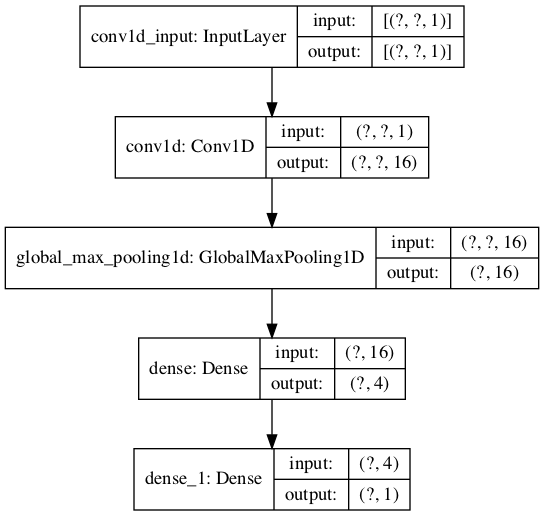 conv1d_input: InputLayer
input: [(?, ?, 1)]
output: [(?, ?, 1)]
conv1d: Conv1D
input: (?, ?, 1)
output: (?, ?, 16)
global_max_pooling1d: GlobalMaxPooling1D
input: (?, ?, 16)
output: (?, 16)
dense: Dense
input: (?, 16)
output: (?, 4)
dense_1: Dense
input: (?, 4)
output: (?, 1)